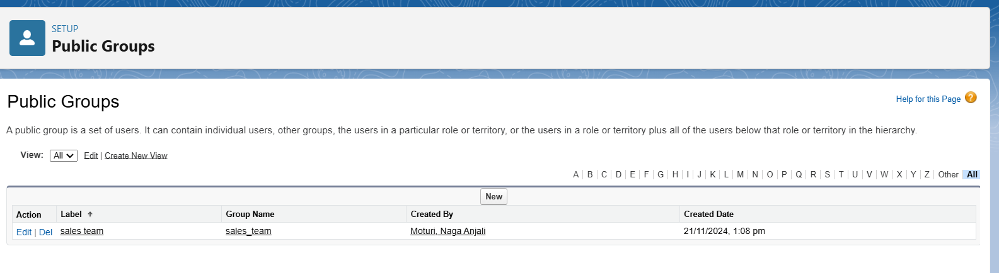 SETUP
Public Groups
Public Groups
Help for this Page ?
A public group is a set of users. It can contain individual users, other groups, the users in a particular role or territory, or the users in a role or territory plus all of the users below that role or territory in the hierarchy.
View: All Edit | Create New View
A | B | C | D | E | F | G | H | I | J | K | L | M | N | O | P | Q | R | S | T | U | V | W | X | Y | Z | Other | All
New
Action Label ↑ Group Name Created By Created Date
Edit | Del sales team sales_team Moturi, Naga Anjali 21/11/2024, 1:08 pm